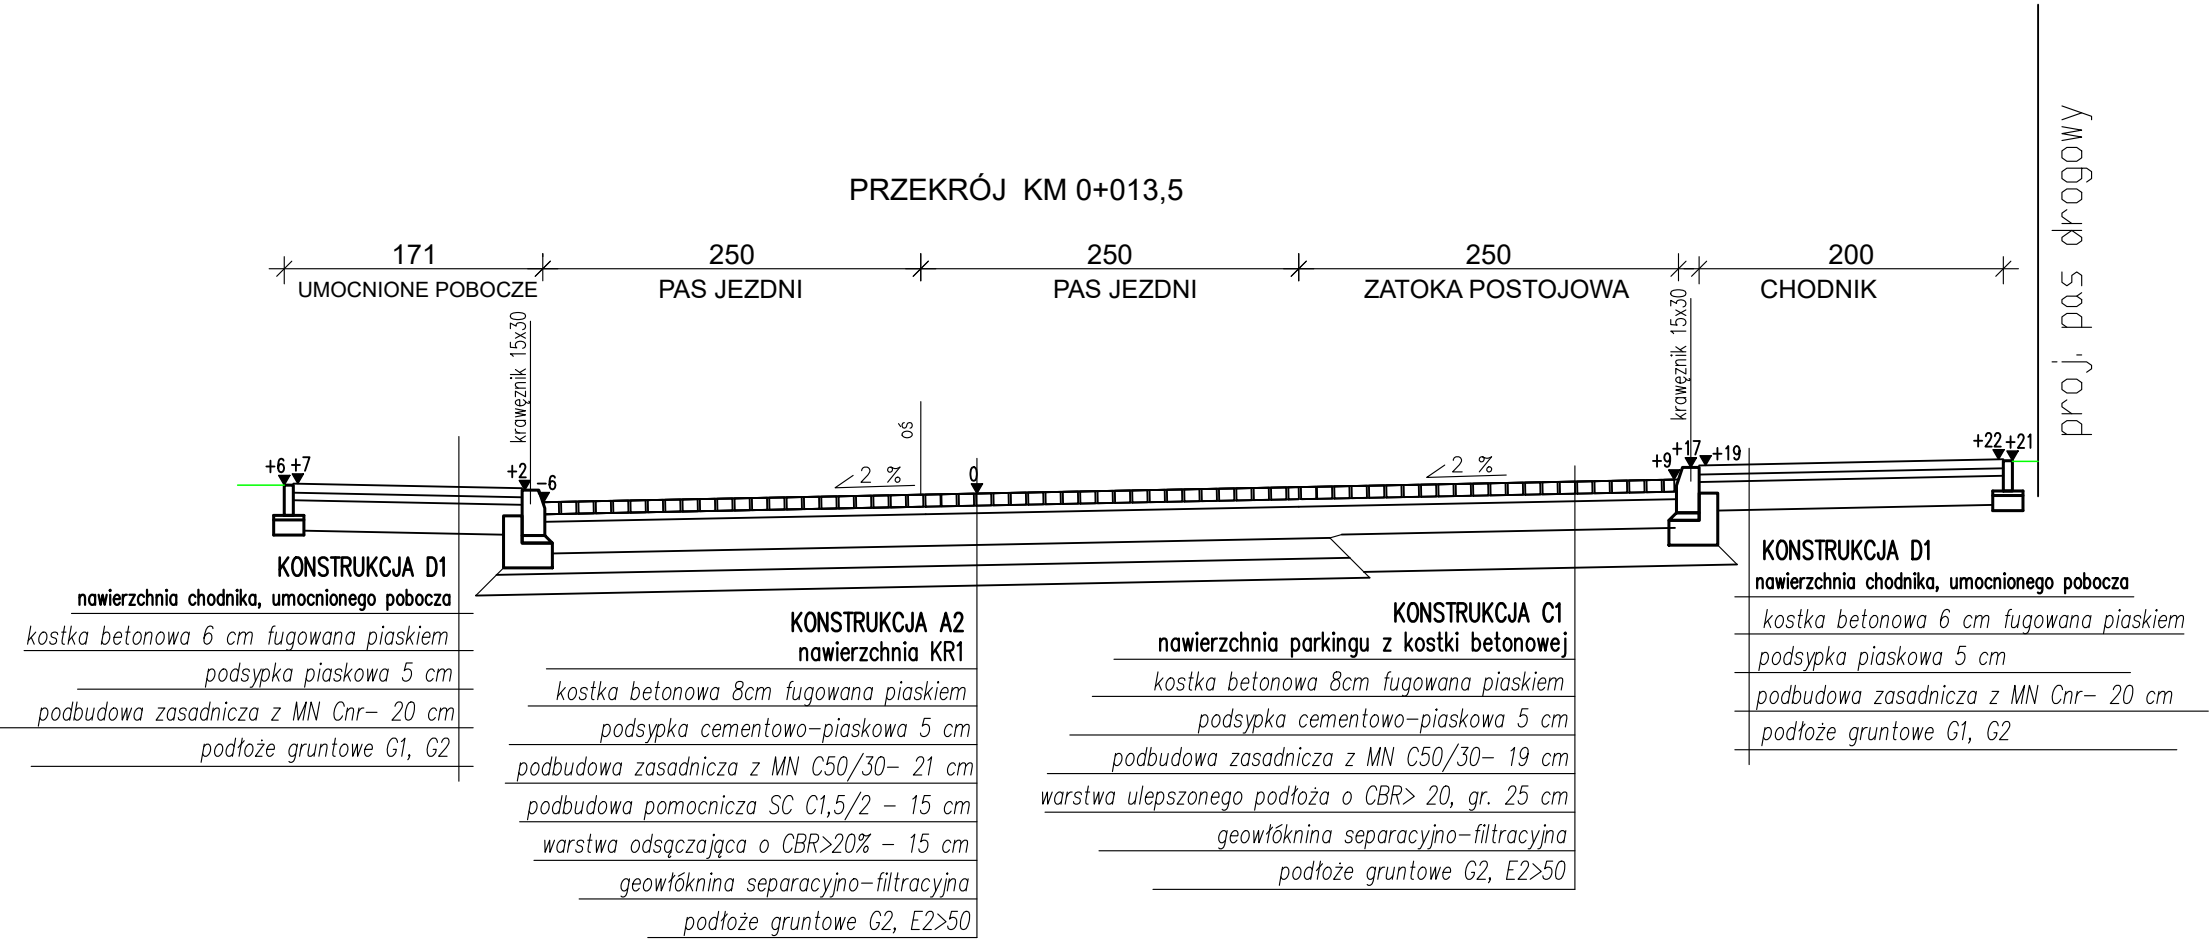 PRZEKRÓJ KM 0+013,5
171
250
250
250
200
UMOCNIONE POBOCZE
PAS JEZDNI
PAS JEZDNI
ZATOKA POSTOJOWA
CHODNIK
proj. pas drogowy
krawężnik 15x30
krawężnik 15x30
oś
+6
+7
+2
-6
2 %
0
2 %
+9
+17
+19
+22
+21
KONSTRUKCJA D1
nawierzchnia chodnika, umocnionego pobocza
kostka betonowa 6 cm fugowana piaskiem
podsypka piaskowa 5 cm
podbudowa zasadnicza z MN Cnr- 20 cm
podłoże gruntowe G1, G2
KONSTRUKCJA A2
nawierzchnia KR1
kostka betonowa 8cm fugowana piaskiem
podsypka cementowo-piaskowa 5 cm
podbudowa zasadnicza z MN C50/30- 21 cm
podbudowa pomocnicza SC C1,5/2 - 15 cm
warstwa odsączająca o CBR>20% - 15 cm
geowłóknina separacyjno-filtracyjna
podłoże gruntowe G2, E2>50
KONSTRUKCJA C1
nawierzchnia parkingu z kostki betonowej
kostka betonowa 8cm fugowana piaskiem
podsypka cementowo-piaskowa 5 cm
podbudowa zasadnicza z MN C50/30- 19 cm
warstwa ulepszonego podłoża o CBR> 20, gr. 25 cm
geowłóknina separacyjno-filtracyjna
podłoże gruntowe G2, E2>50
KONSTRUKCJA D1
nawierzchnia chodnika, umocnionego pobocza
kostka betonowa 6 cm fugowana piaskiem
podsypka piaskowa 5 cm
podbudowa zasadnicza z MN Cnr- 20 cm
podłoże gruntowe G1, G2